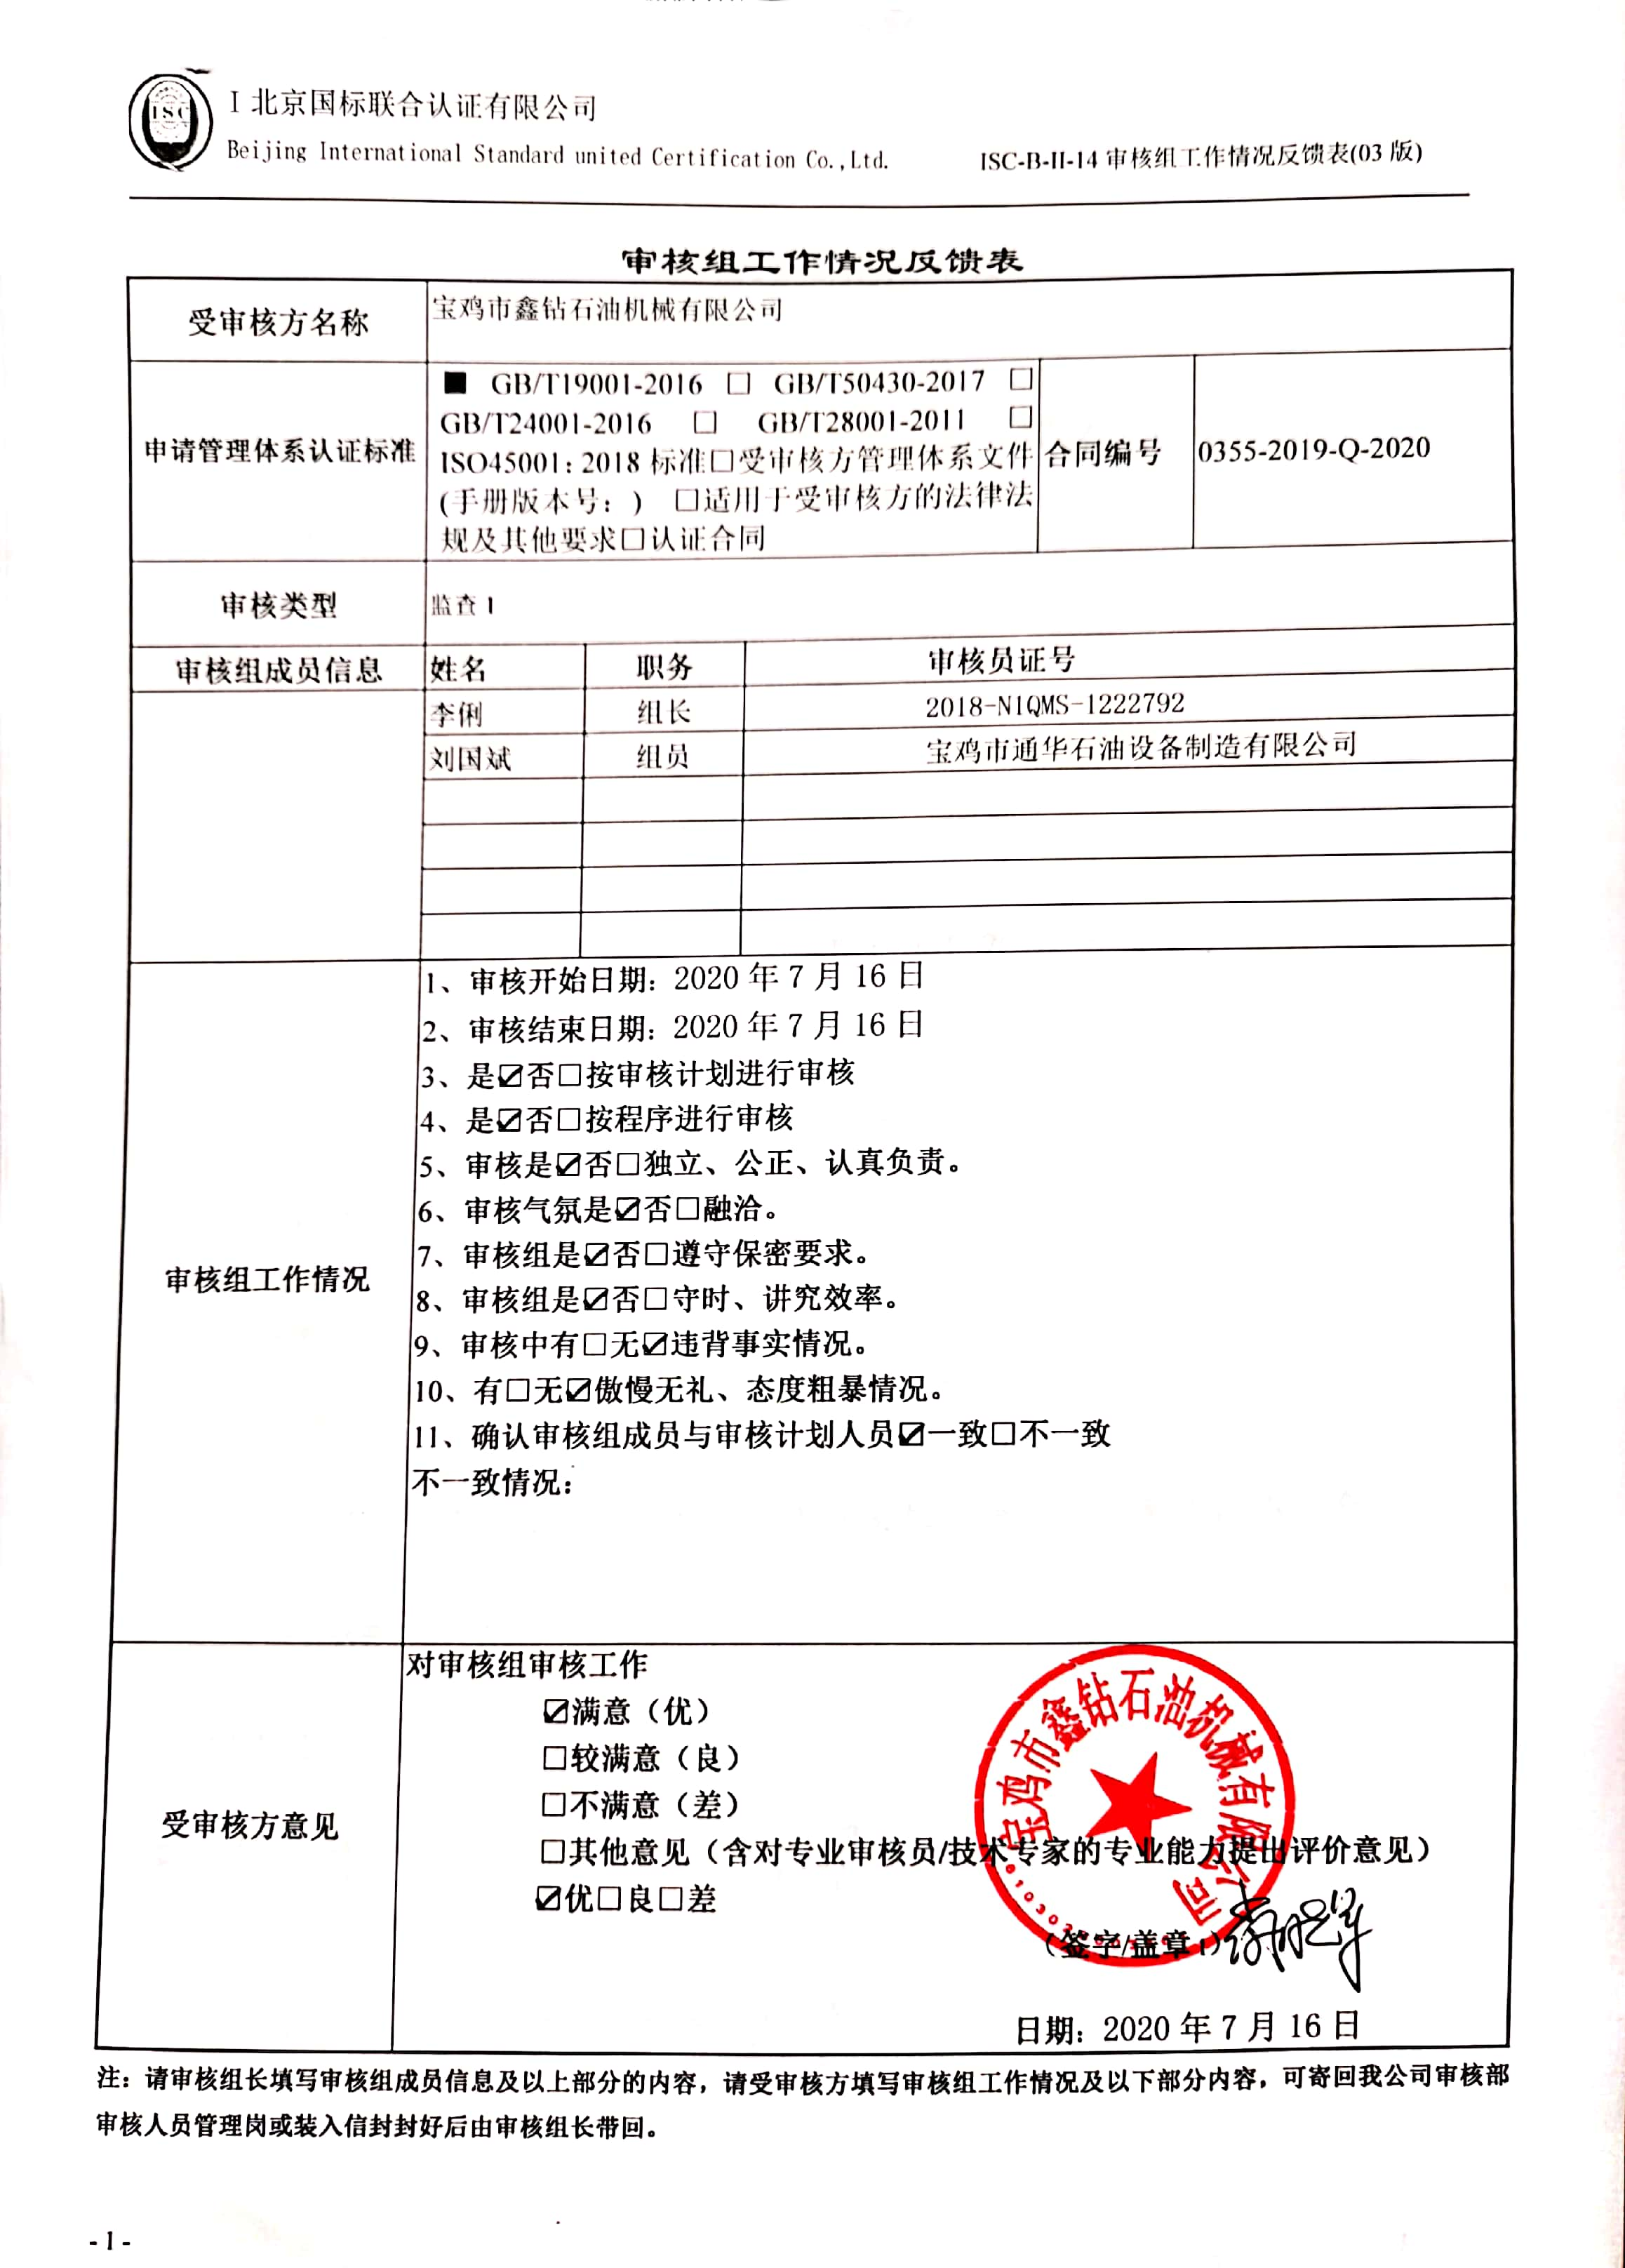 ISC
I 北京国标联合认证有限公司
Beijing International Standard united Certification Co.,Ltd.
ISC-B-II-14 审核组工作情况反馈表(03 版)
审核组工作情况反馈表
受审核方名称
宝鸡市鑫钻石油机械有限公司
申请管理体系认证标准
■ GB/T19001-2016 □ GB/T50430-2017 □
GB/T24001-2016 □ GB/T28001-2011 □
ISO45001: 2018 标准□受审核方管理体系文件
(手册版本号: ) □适用于受审核方的法律法
规及其他要求□认证合同
合同编号
0355-2019-Q-2020
审核类型
监查 1
审核组成员信息 姓名 职务 审核员证号
李俐 组长 2018-N1QMS-1222792
刘国斌 组员 宝鸡市通华石油设备制造有限公司
审核组工作情况
1、审核开始日期: 2020 年 7 月 16 日
2、审核结束日期: 2020 年 7 月 16 日
3、是☑否□按审核计划进行审核
4、是☑否□按程序进行审核
5、审核是☑否□独立、公正、认真负责。
6、审核气氛是☑否□融洽。
7、审核组是☑否□遵守保密要求。
8、审核组是☑否□守时、讲究效率。
9、审核中有□无☑违背事实情况。
10、有□无☑傲慢无礼、态度粗暴情况。
11、确认审核组成员与审核计划人员☑一致□不一致
不一致情况:
受审核方意见
对审核组审核工作
☑满意（优）
□较满意（良）
□不满意（差）
□其他意见（含对专业审核员/技术专家的专业能力提出评价意见）
☑优□良□差
宝鸡市鑫钻石油机械有限公司
（签字/盖章）
日期: 2020 年 7 月 16 日
注: 请审核组长填写审核组成员信息及以上部分的内容，请受审核方填写审核组工作情况及以下部分内容，可寄回我公司审核部
审核人员管理岗或装入信封封好后由审核组长带回。
- 1 -